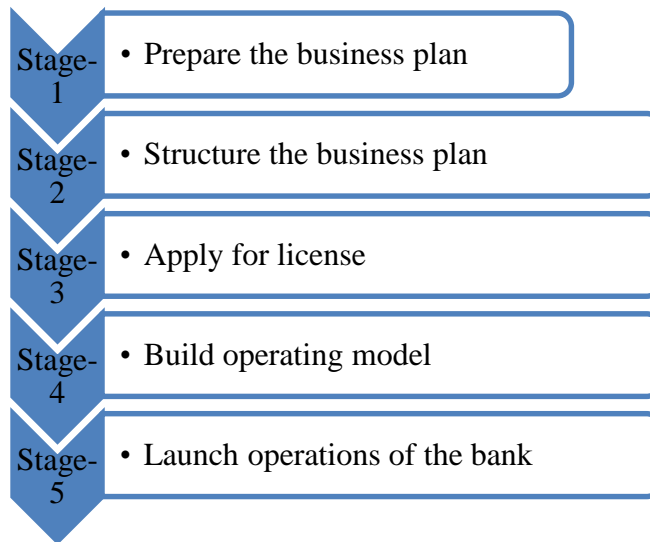 Stage-
1
• Prepare the business plan
Stage-
2
• Structure the business plan
Stage-
3
• Apply for license
Stage-
4
• Build operating model
Stage-
5
• Launch operations of the bank